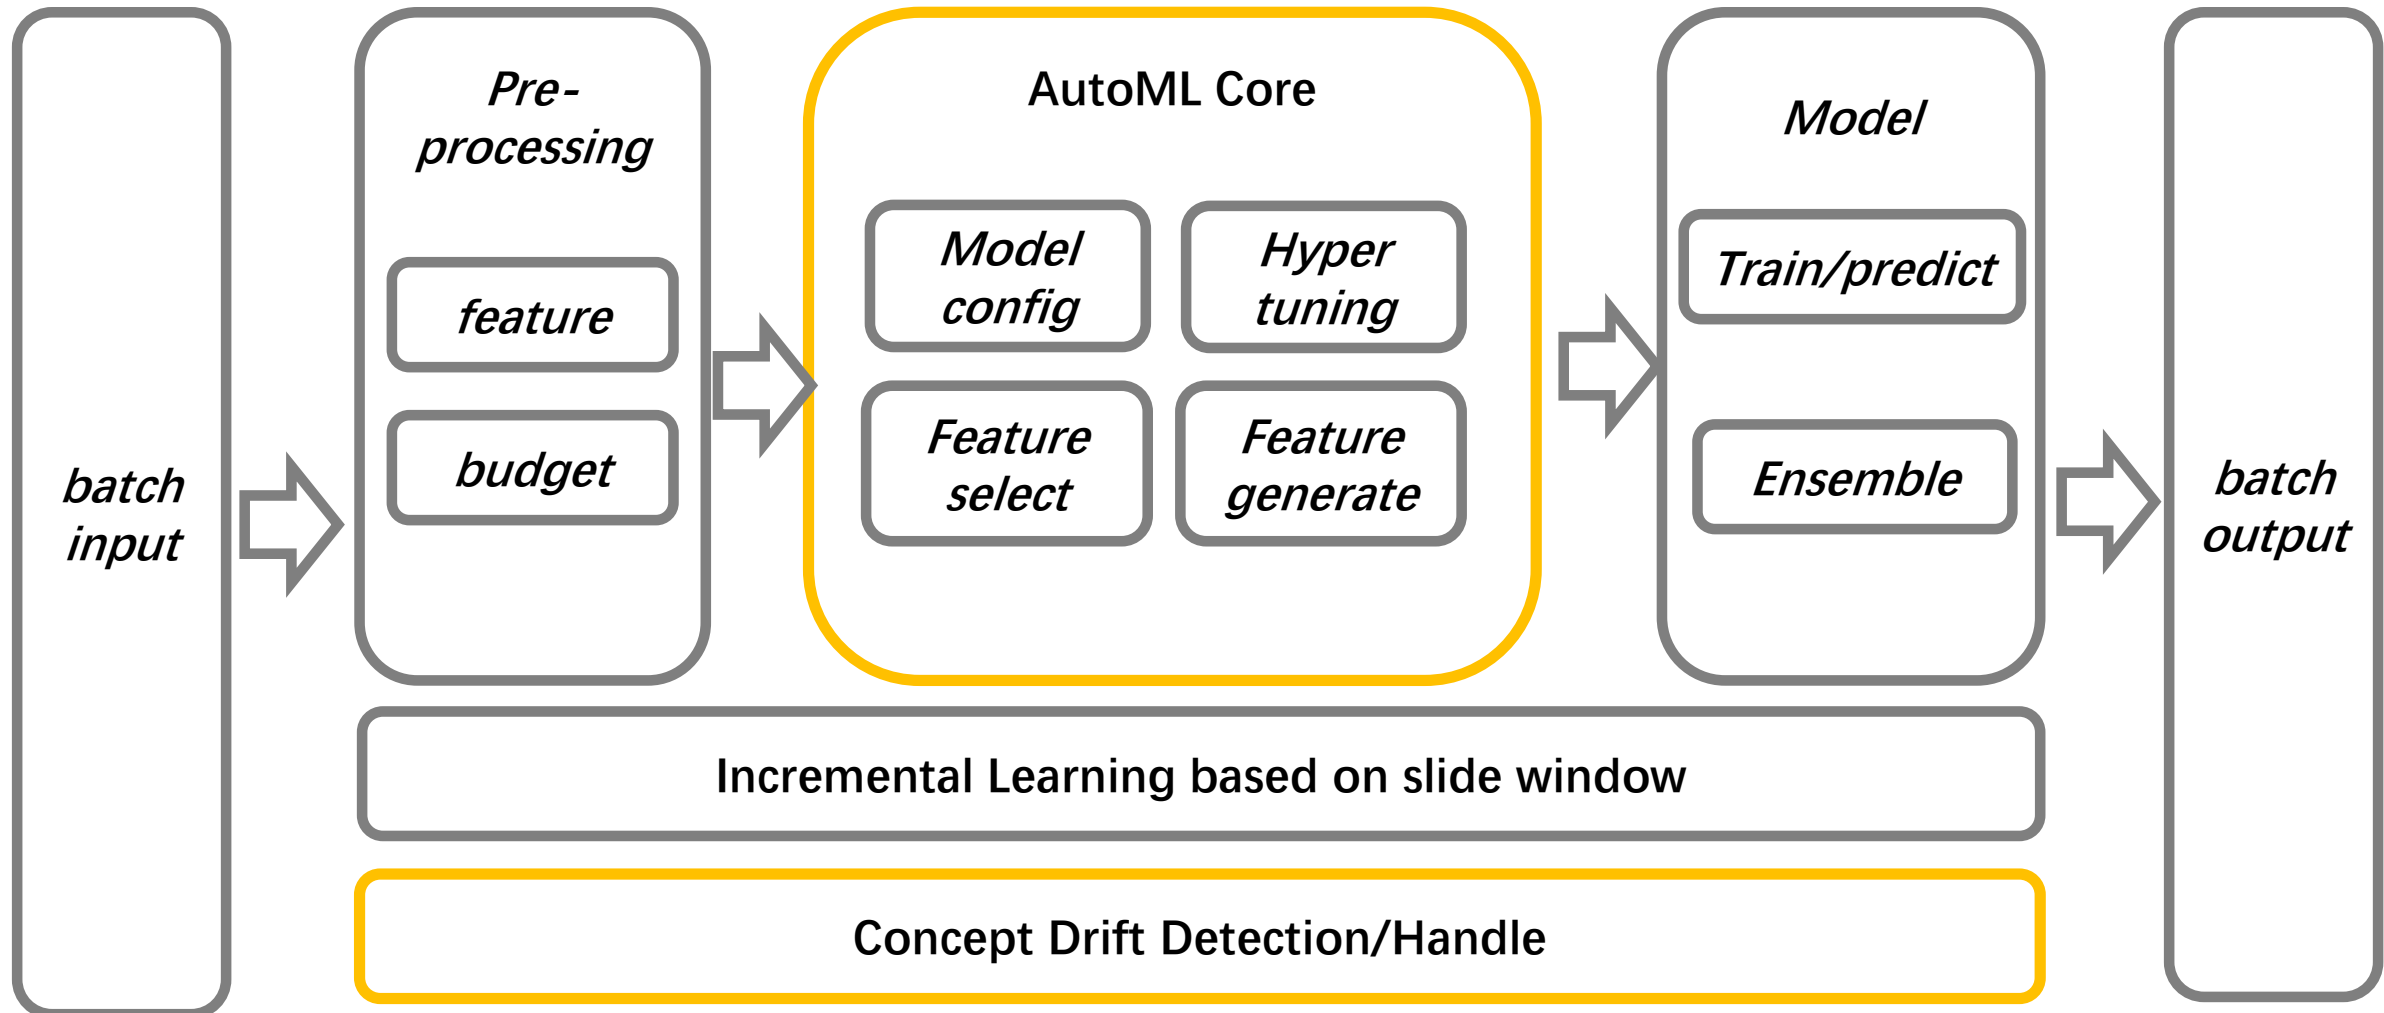 batch
input
Pre-
processing
feature
budget
AutoML Core
Model
config
Hyper
tuning
Feature
select
Feature
generate
Model
Train/predict
Ensemble
batch
output
Incremental Learning based on slide window
Concept Drift Detection/Handle